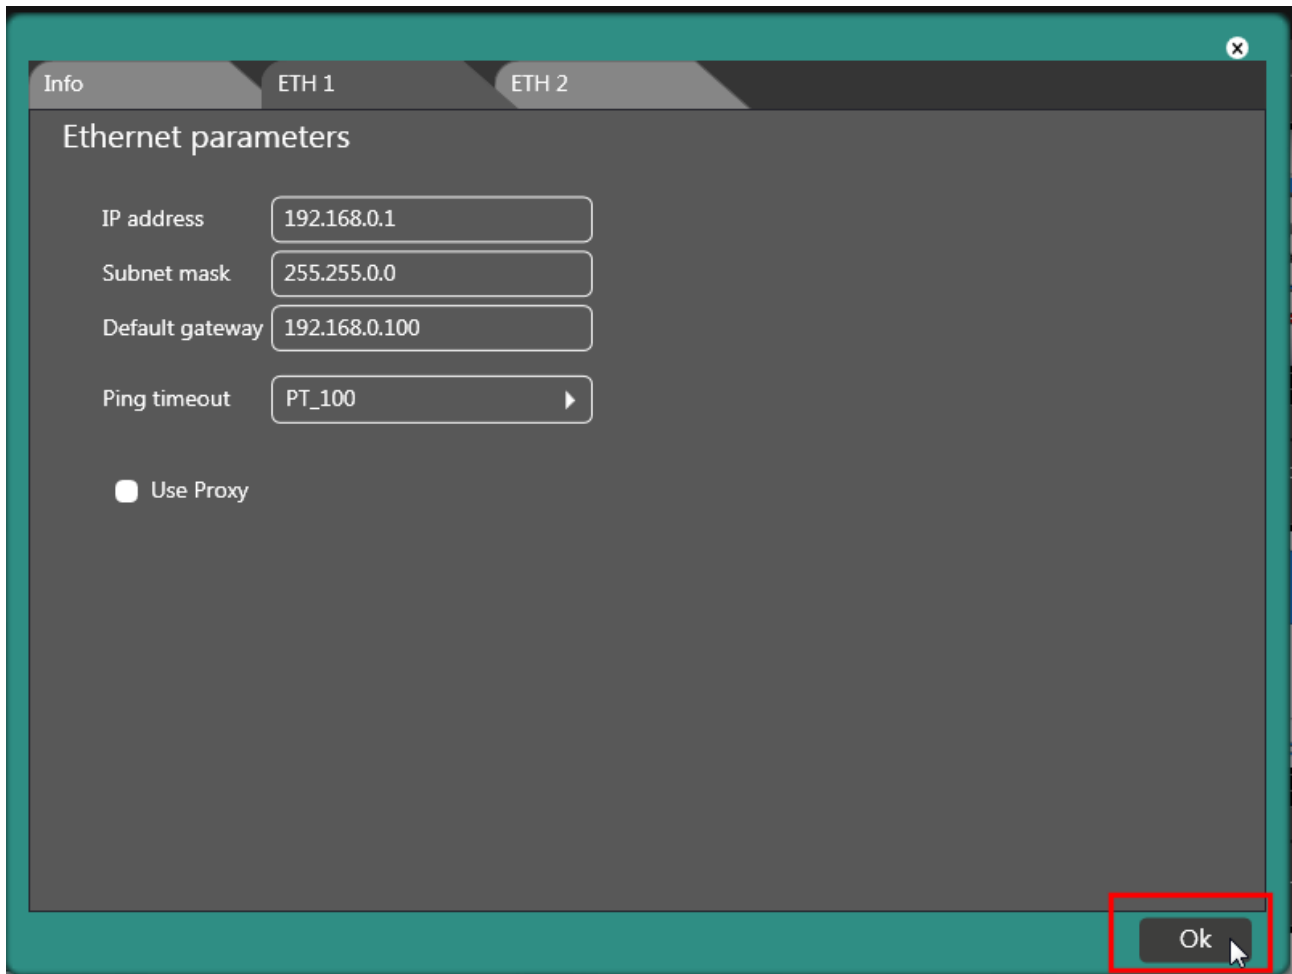 Info ETH 1 ETH 2
Ethernet parameters
IP address 192.168.0.1
Subnet mask 255.255.0.0
Default gateway 192.168.0.100
Ping timeout PT_100
Use Proxy
Ok